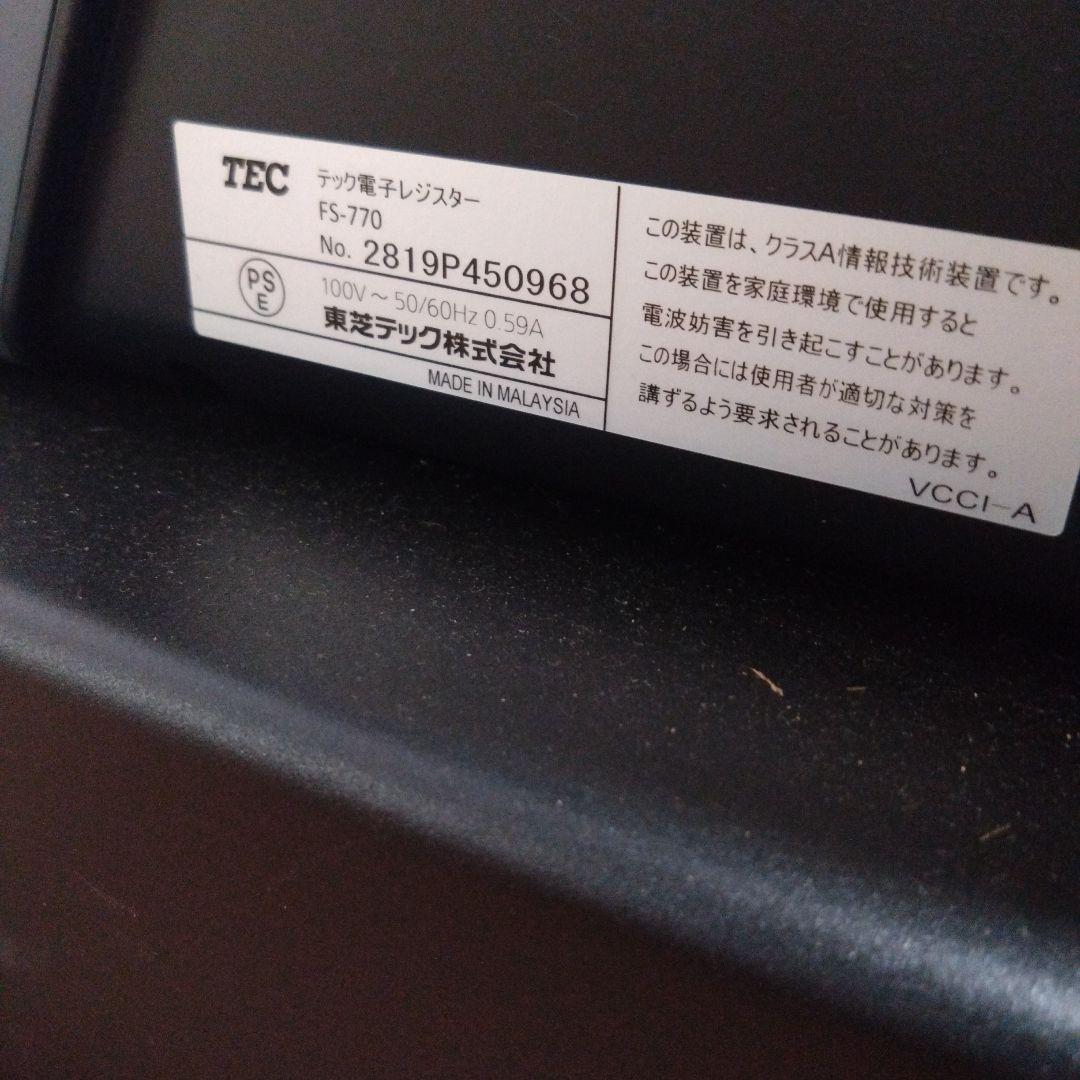 TEC テック電子レジスター
FS-770
No. 2819P450968
PS
E
100V～50/60Hz 0.59A
東芝テック株式会社
MADE IN MALAYSIA
この装置は、クラスA情報技術装置です。
この装置を家庭環境で使用すると
電波妨害を引き起こすことがあります。
この場合には使用者が適切な対策を
講ずるよう要求されることがあります。
VCCI-A